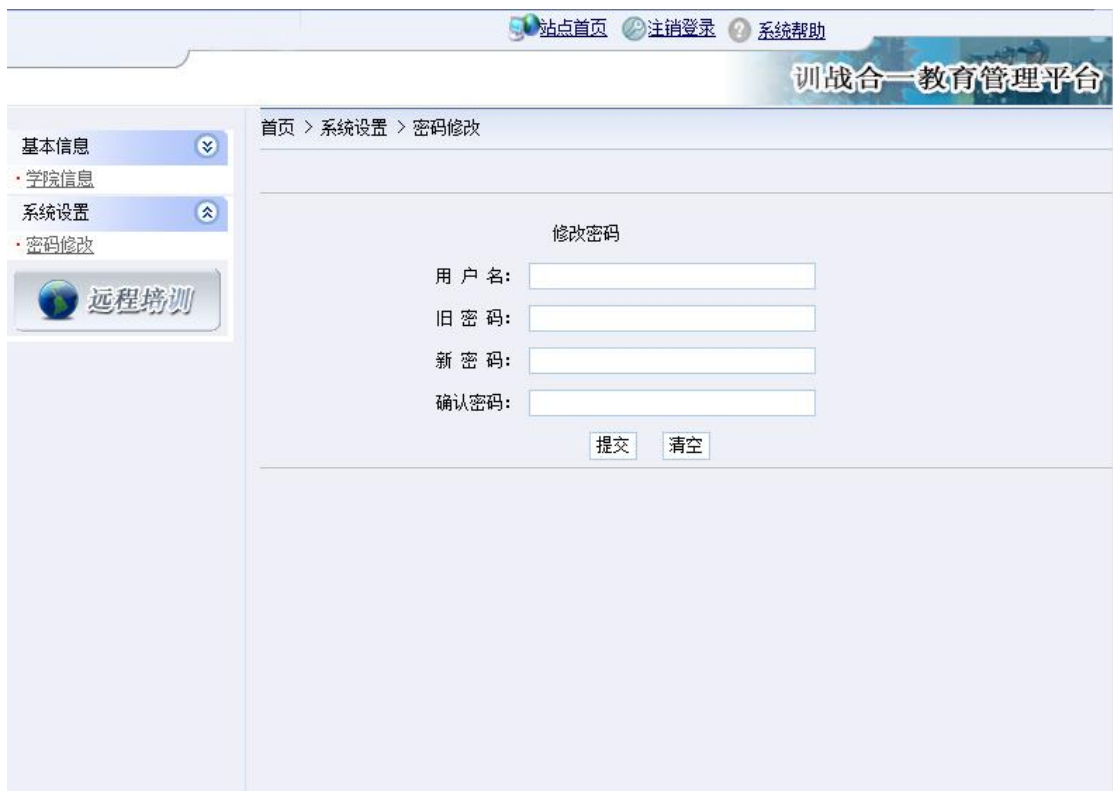 站点首页 注销登录 系统帮助
训战合一教育管理平台
首页 > 系统设置 > 密码修改
基本信息
·学院信息
系统设置
·密码修改
远程培训
修改密码
用 户 名：
旧 密 码：
新 密 码：
确认密码：
提交 清空